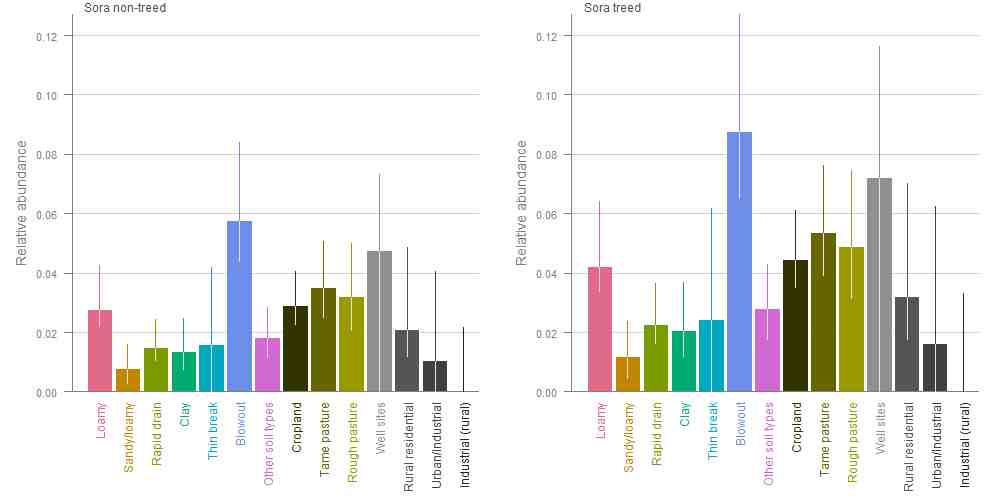 Sora non-treed
Relative abundance
0.12
0.10
0.08
0.06
0.04
0.02
0.00
Loamy
Sandy/loamy
Rapid drain
Clay
Thin break
Blowout
Other soil types
Cropland
Tame pasture
Rough pasture
Well sites
Rural residential
Urban/Industrial
Industrial (rural)
Sora treed
Relative abundance
0.12
0.10
0.08
0.06
0.04
0.02
0.00
Loamy
Sandy/loamy
Rapid drain
Clay
Thin break
Blowout
Other soil types
Cropland
Tame pasture
Rough pasture
Well sites
Rural residential
Urban/Industrial
Industrial (rural)